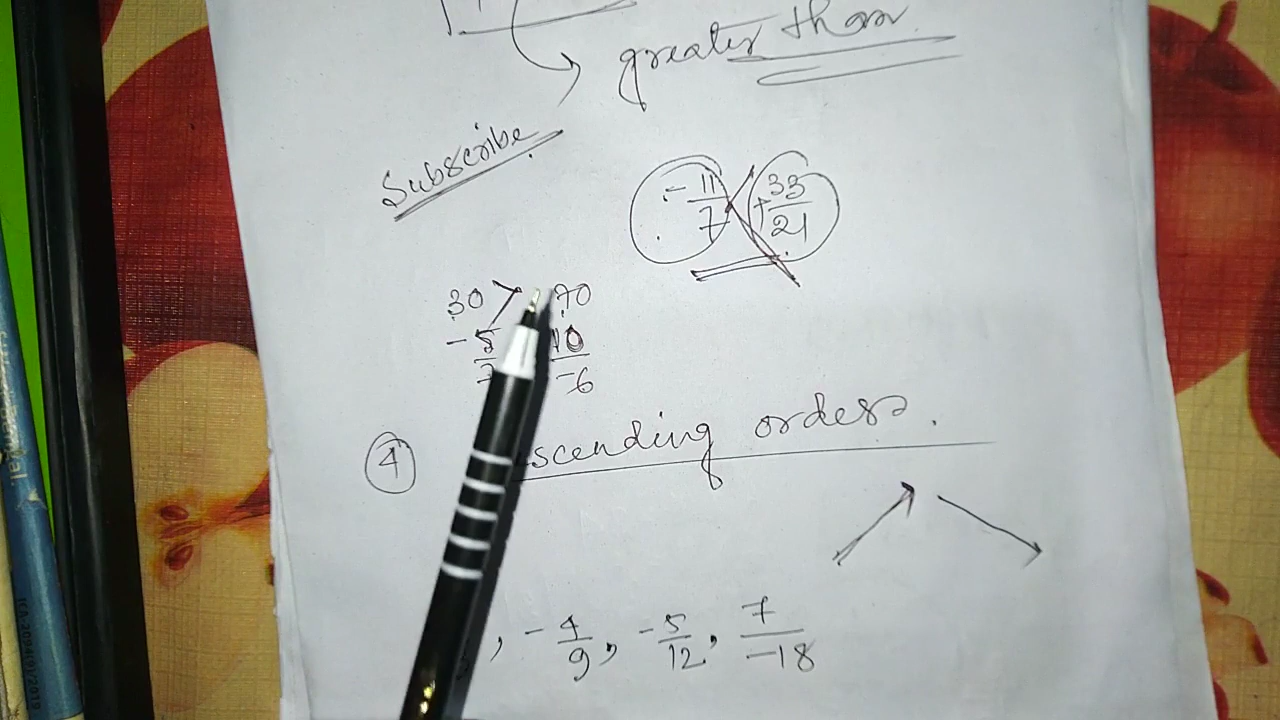 greater than
Subscribe
- 11/7 +33/21
30 > 70
- 5/7 10/-6
4 scending order.
, - 4/9, - 5/12, 7/-18